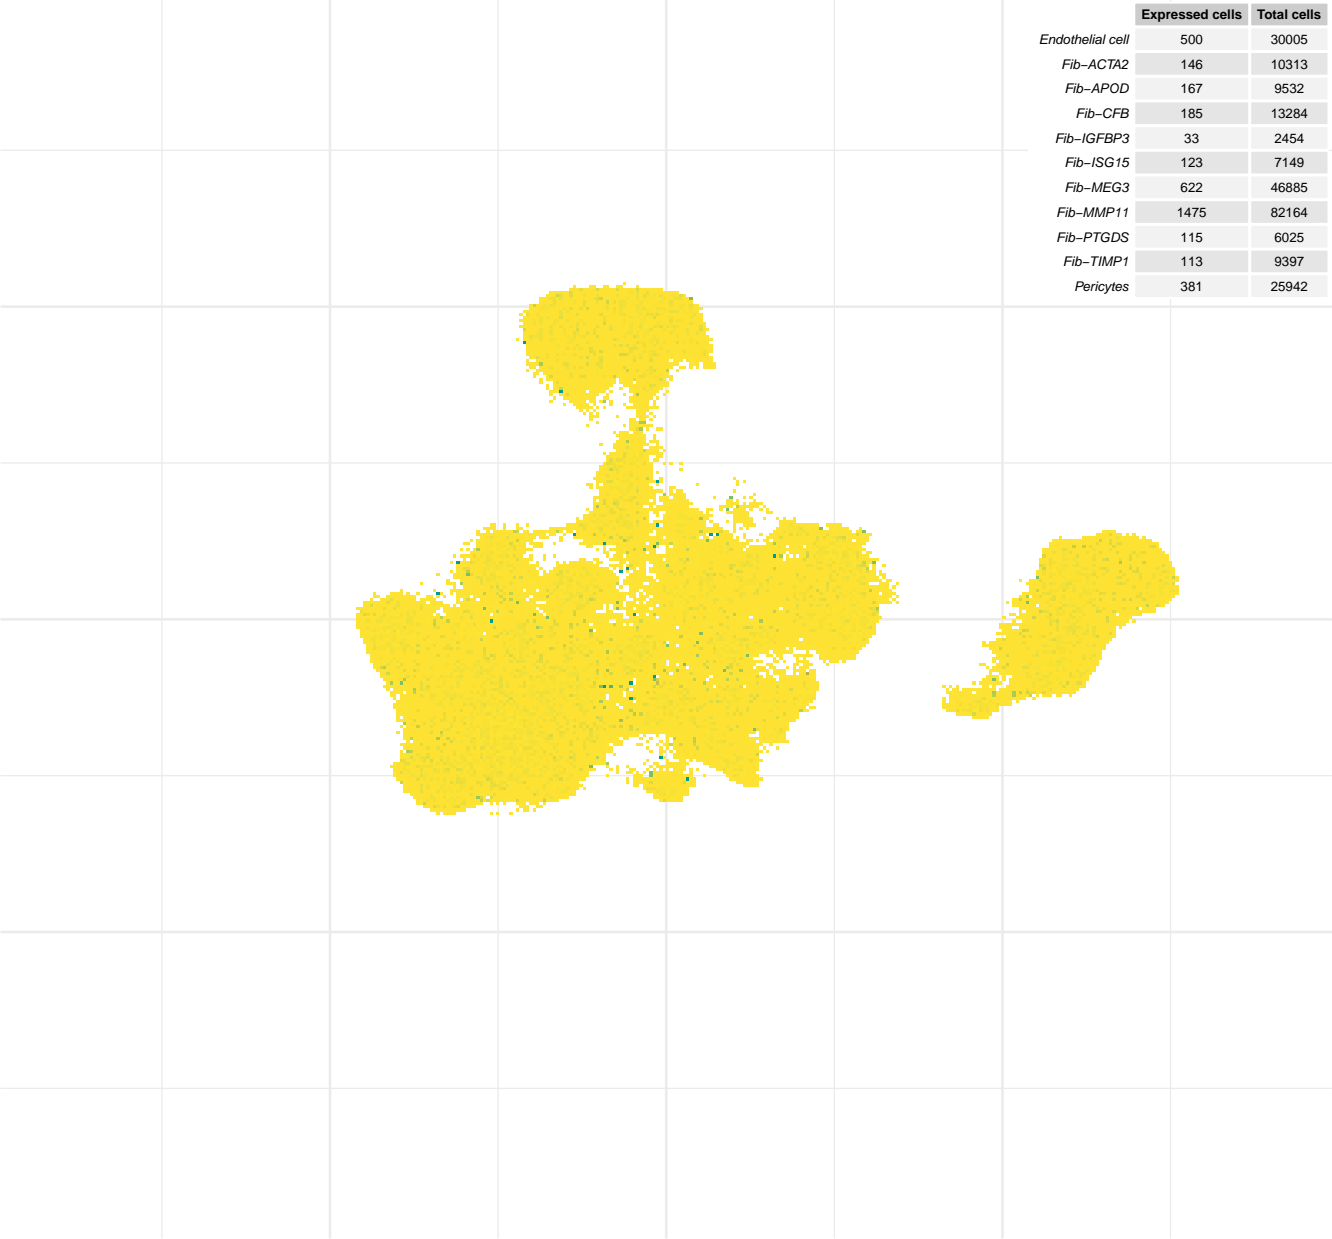 Expressed cells Total cells
Endothelial cell 500 30005
Fib−ACTA2 146 10313
Fib−APOD 167 9532
Fib−CFB 185 13284
Fib−IGFBP3 33 2454
Fib−ISG15 123 7149
Fib−MEG3 622 46885
Fib−MMP11 1475 82164
Fib−PTGDS 115 6025
Fib−TIMP1 113 9397
Pericytes 381 25942